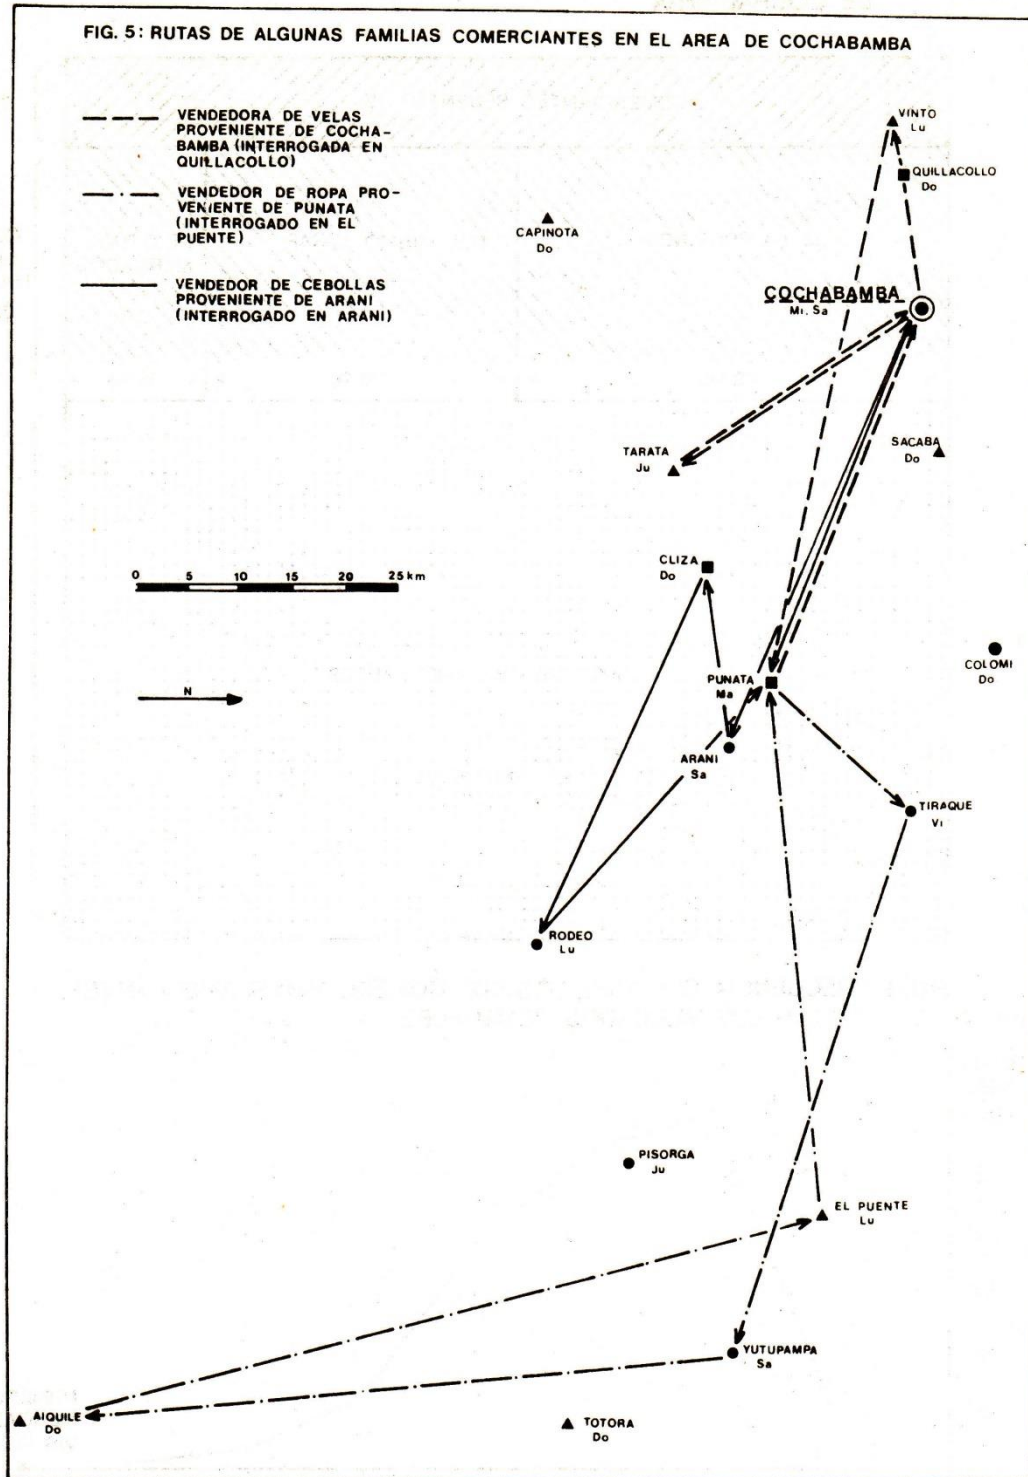 FIG. 5: RUTAS DE ALGUNAS FAMILIAS COMERCIANTES EN EL AREA DE COCHABAMBA
VENDEDORA DE VELAS
PROVENIENTE DE COCHA-
BAMBA (INTERROGADA EN
QUILLACOLLO)
VENDEDOR DE ROPA PRO-
VENIENTE DE PUNATA
(INTERROGADO EN EL
PUENTE)
VENDEDOR DE CEBOLLAS
PROVENIENTE DE ARANI
(INTERROGADO EN ARANI)
VINTO
Lu
QUILLACOLLO
Do
CAPINOTA
Do
COCHABAMBA
Mi. Sa
TARATA
Ju
SACABA
Do
CLIZA
Do
0 5 10 15 20 25 km
COLOMI
Do
N
PUNATA
Ma
ARANI
Sa
TIRAQUE
Vi
RODEO
Lu
PISORGA
Ju
EL PUENTE
Lu
YUTUPAMPA
Sa
AIQUILE
Do
TOTORA
Do